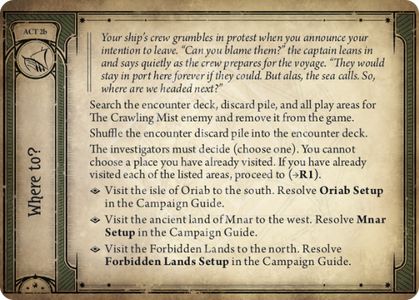 ACT 2b
Where to?
Your ship's crew grumbles in protest when you announce your
intention to leave. "Can you blame them?" the captain leans in
and says quietly as the crew prepares for the voyage. "They would
stay in port here forever if they could. But alas, the sea calls. So,
where are we headed next?"
Search the encounter deck, discard pile, and all play areas for
The Crawling Mist enemy and remove it from the game.
Shuffle the encounter discard pile into the encounter deck.
The investigators must decide (choose one). You cannot
choose a place you have already visited. If you have already
visited each of the listed areas, proceed to (→R1).
Visit the isle of Oriab to the south. Resolve Oriab Setup
in the Campaign Guide.
Visit the ancient land of Mnar to the west. Resolve Mnar
Setup in the Campaign Guide.
Visit the Forbidden Lands to the north. Resolve
Forbidden Lands Setup in the Campaign Guide.